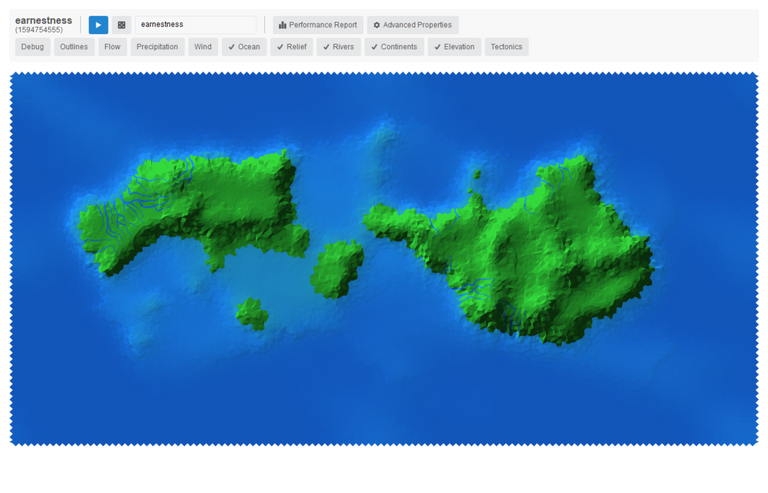 earnestness
(1594754555)
earnestness
Performance Report
Advanced Properties
Debug
Outlines
Flow
Precipitation
Wind
Ocean
Relief
Rivers
Continents
Elevation
Tectonics